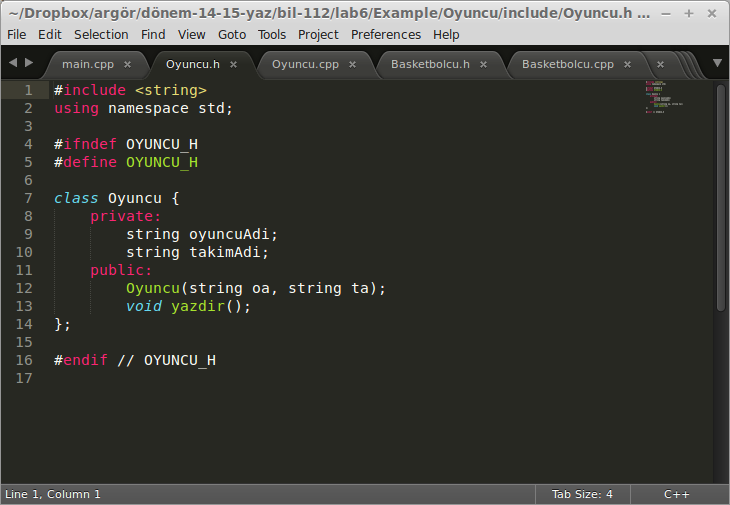 ~/Dropbox/argör/dönem-14-15-yaz/bil-112/lab6/Example/Oyuncu/include/Oyuncu.h ...
File Edit Selection Find View Goto Tools Project Preferences Help
main.cpp Oyuncu.h Oyuncu.cpp Basketbolcu.h Basketbolcu.cpp
1 #include <string>
2 using namespace std;
3
4 #ifndef OYUNCU_H
5 #define OYUNCU_H
6
7 class Oyuncu {
8     private:
9         string oyuncuAdi;
10         string takimAdi;
11     public:
12         Oyuncu(string oa, string ta);
13         void yazdir();
14 };
15
16 #endif // OYUNCU_H
17
Line 1, Column 1 Tab Size: 4 C++